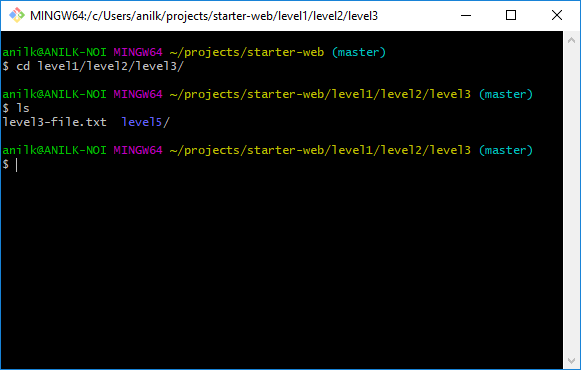 MINGW64:/c/Users/anilk/projects/starter-web/level1/level2/level3
anilk@ANILK-NOI MINGW64 ~/projects/starter-web (master)
$ cd level1/level2/level3/
anilk@ANILK-NOI MINGW64 ~/projects/starter-web/level1/level2/level3 (master)
$ ls
level3-file.txt  level5/
anilk@ANILK-NOI MINGW64 ~/projects/starter-web/level1/level2/level3 (master)
$